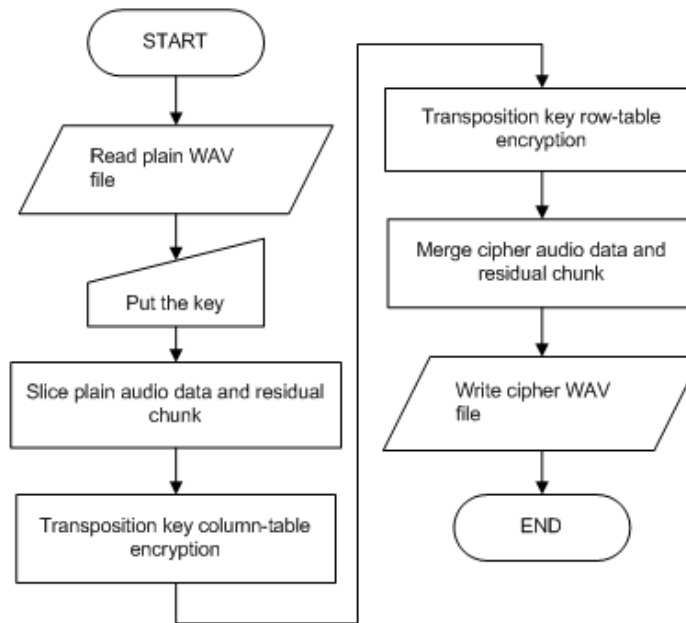 START
Read plain WAV
file
Put the key
Slice plain audio data and residual
chunk
Transposition key column-table
encryption
Transposition key row-table
encryption
Merge cipher audio data and
residual chunk
Write cipher WAV
file
END